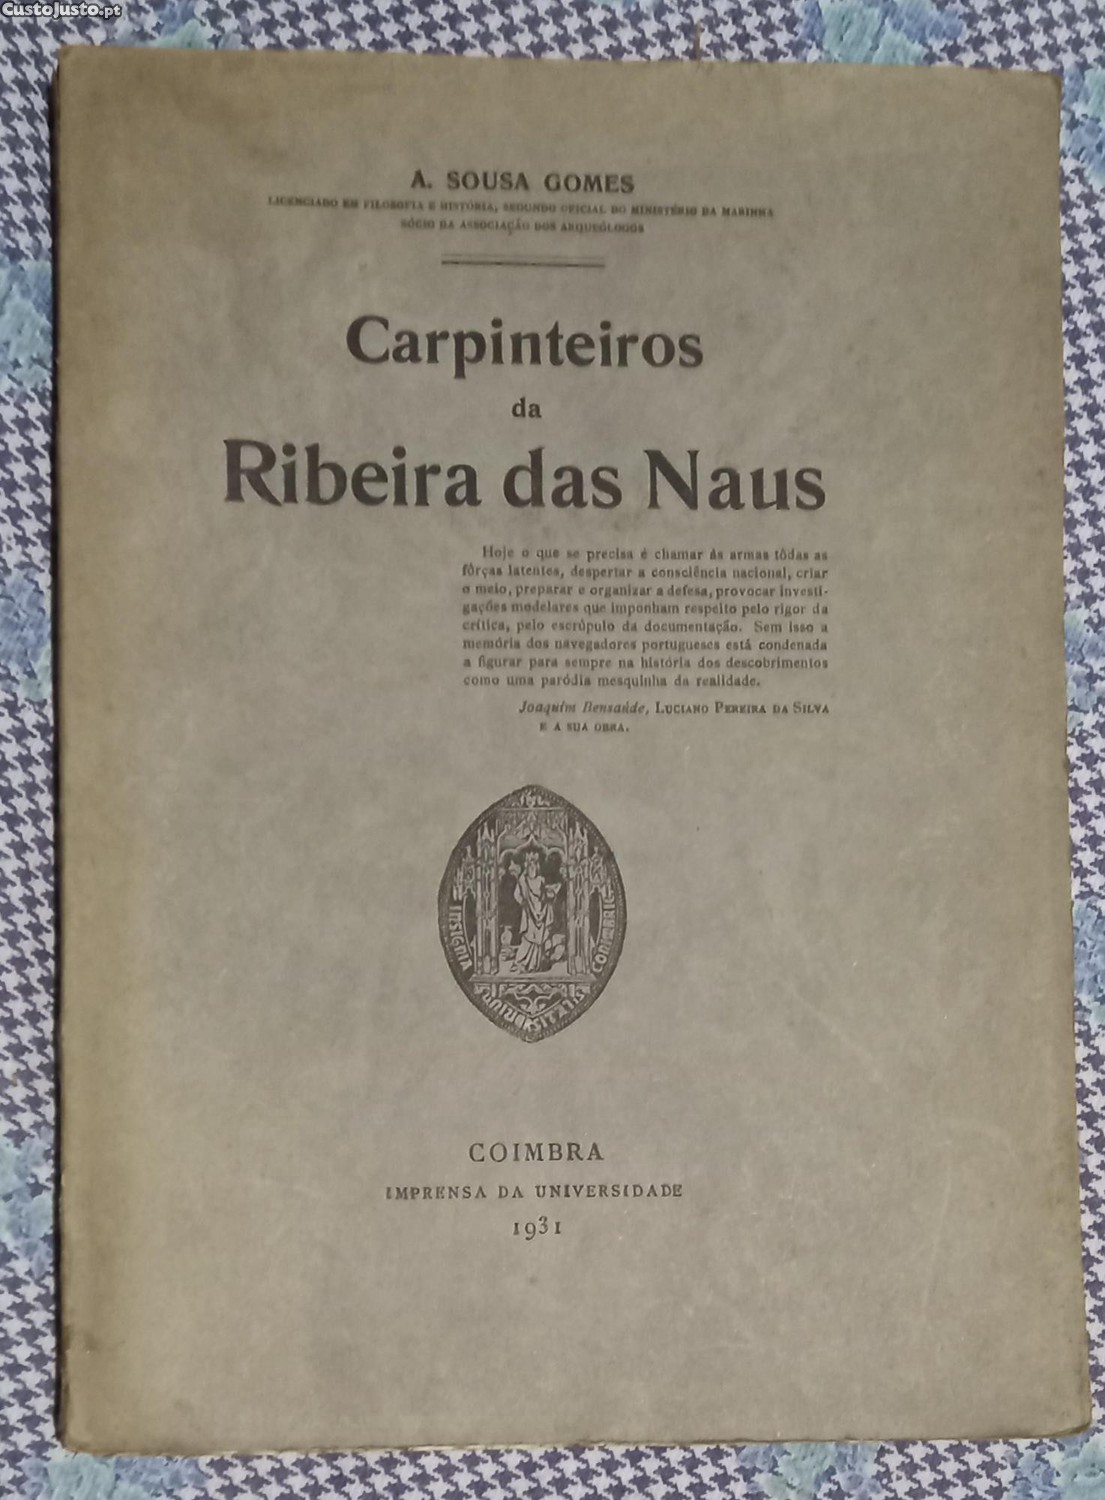 CustoJusto.pt
A. SOUSA GOMES
LICENCIADO EM FILOSOFIA E HISTÓRIA, SEGUNDO OFICIAL DO MINISTÉRIO DA MARINHA
SÓCIO DA ASSOCIAÇÃO DOS ARQUEÓLOGOS
Carpinteiros
da
Ribeira das Naus
Hoje o que se precisa é chamar ás armas tôdas as
fôrças latentes, despertar a consciência nacional, criar
o meio, preparar e organizar a defesa, provocar investi-
gações modelares que imponham respeito pelo rigor da
crítica, pelo escrúpulo da documentação. Sem isso a
memória dos navegadores portugueses está condenada
a figurar para sempre na história dos descobrimentos
como uma paródia mesquinha da realidade.
Joaquim Bensaúde, LUCIANO PEREIRA DA SILVA
E A SUA OBRA.
INSIGNIA
UNIVERSITATIS
CONIMBRIG
COIMBRA
IMPRENSA DA UNIVERSIDADE
1931